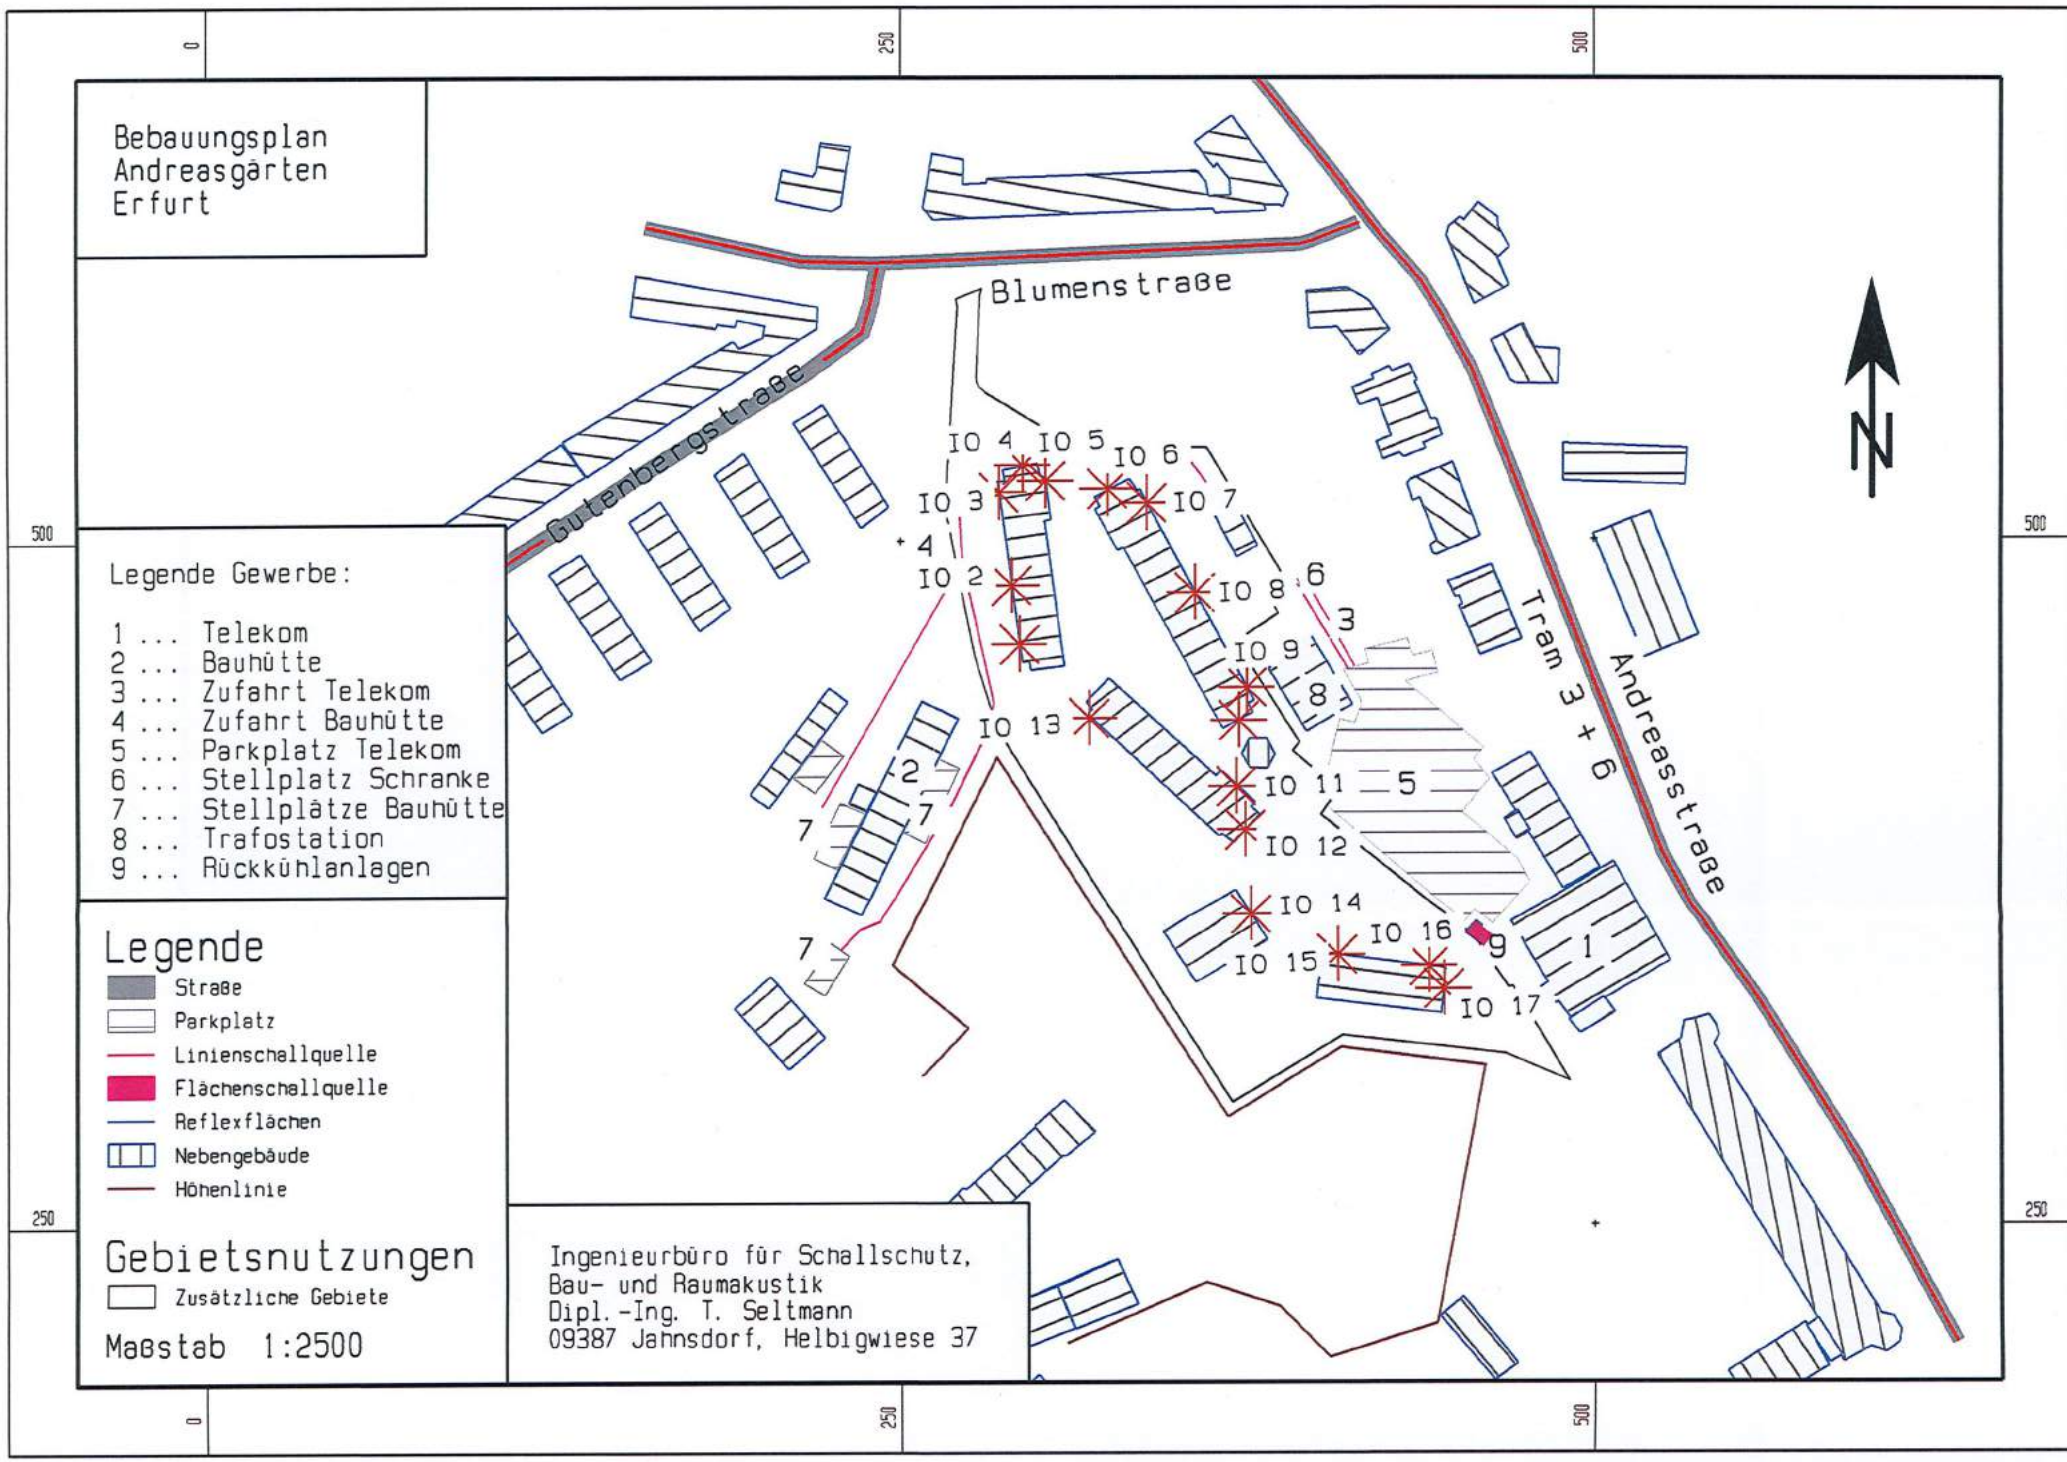 0
250
500
Bebauungsplan
Andreasgärten
Erfurt
Blumenstraße
Gutenbergstraße
N
IO 4
IO 5
IO 6
IO 3
IO 7
500
500
4
IO 2
IO 8
6
3
IO 9
8
Tram 3 + 6
Andreasstraße
IO 13
2
IO 11
5
7
7
IO 12
IO 14
IO 16
9
1
7
IO 15
IO 17
Legende Gewerbe:
1 ... Telekom
2 ... Bauhütte
3 ... Zufahrt Telekom
4 ... Zufahrt Bauhütte
5 ... Parkplatz Telekom
6 ... Stellplatz Schranke
7 ... Stellplätze Bauhütte
8 ... Trafostation
9 ... Rückkühlanlagen
Legende
Straße
Parkplatz
Linienschallquelle
Flächenschallquelle
Reflexflächen
Nebengebäude
Höhenlinie
250
250
Gebietsnutzungen
Zusätzliche Gebiete
Maßstab 1:2500
Ingenieurbüro für Schallschutz,
Bau- und Raumakustik
Dipl.-Ing. T. Seltmann
09387 Jahnsdorf, Helbigwiese 37
0
250
500